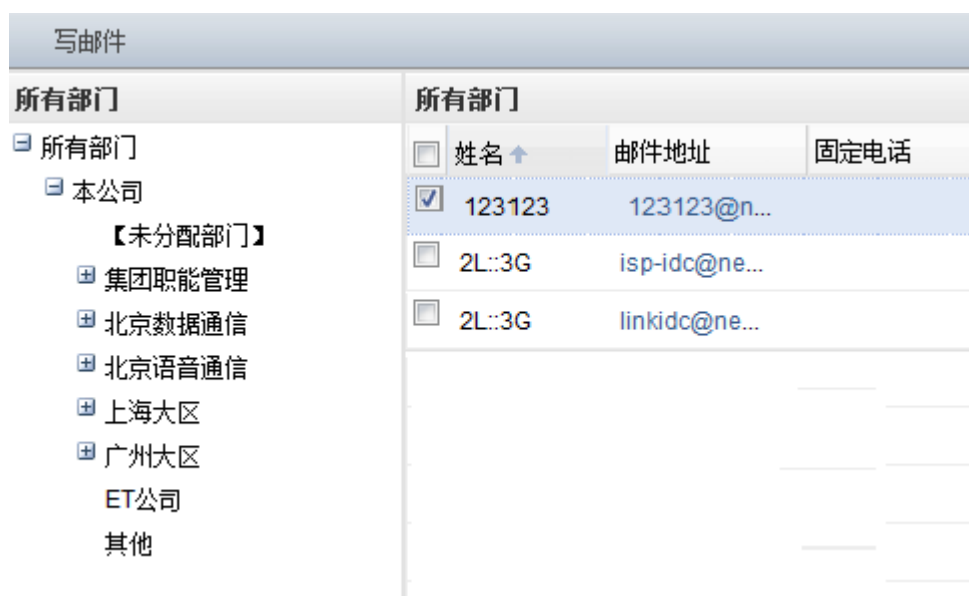 写邮件
所有部门
所有部门
本公司
【未分配部门】
集团职能管理
北京数据通信
北京语音通信
上海大区
广州大区
ET公司
其他
所有部门
姓名 邮件地址 固定电话
123123 123123@n...
2L::3G isp-idc@ne...
2L::3G linkidc@ne...